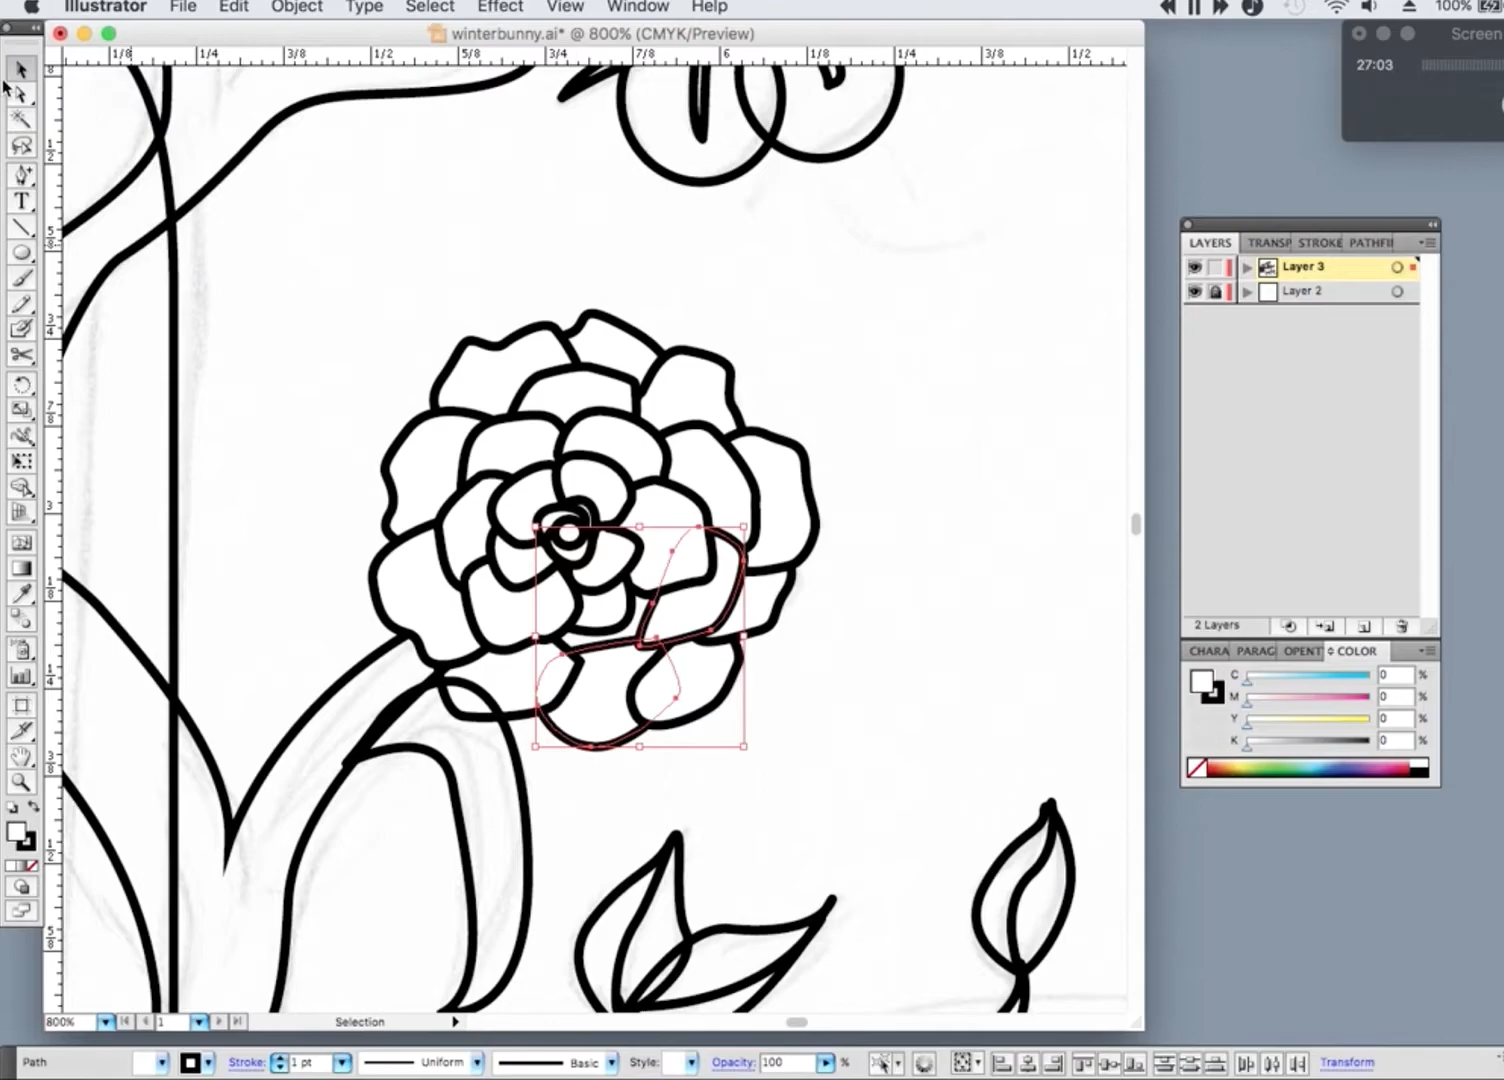 Illustrator File Edit Object Type Select Effect View Window Help 100%
winterbunny.ai* @ 800% (CMYK/Preview)
Screen
27:03
1/8 1/4 3/8 1/2 5/8 3/4 7/8 6 1/8 1/4 3/8 1/2
LAYERS TRANSP STROKE PATHFI
Layer 3
Layer 2
2 Layers
CHARA PARAG OPENT COLOR
C 0 %
M 0 %
Y 0 %
K 0 %
800% 1 Selection
Path Stroke: 1 pt Uniform Basic Style: Opacity: 100 % Transform